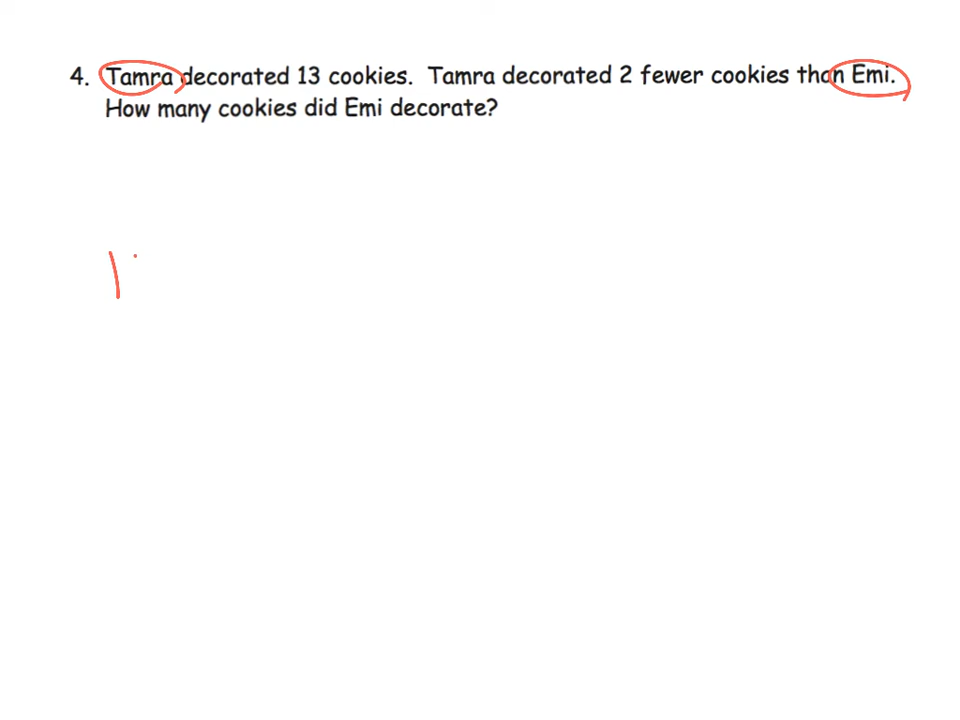 4. Tamra decorated 13 cookies. Tamra decorated 2 fewer cookies than Emi.
How many cookies did Emi decorate?